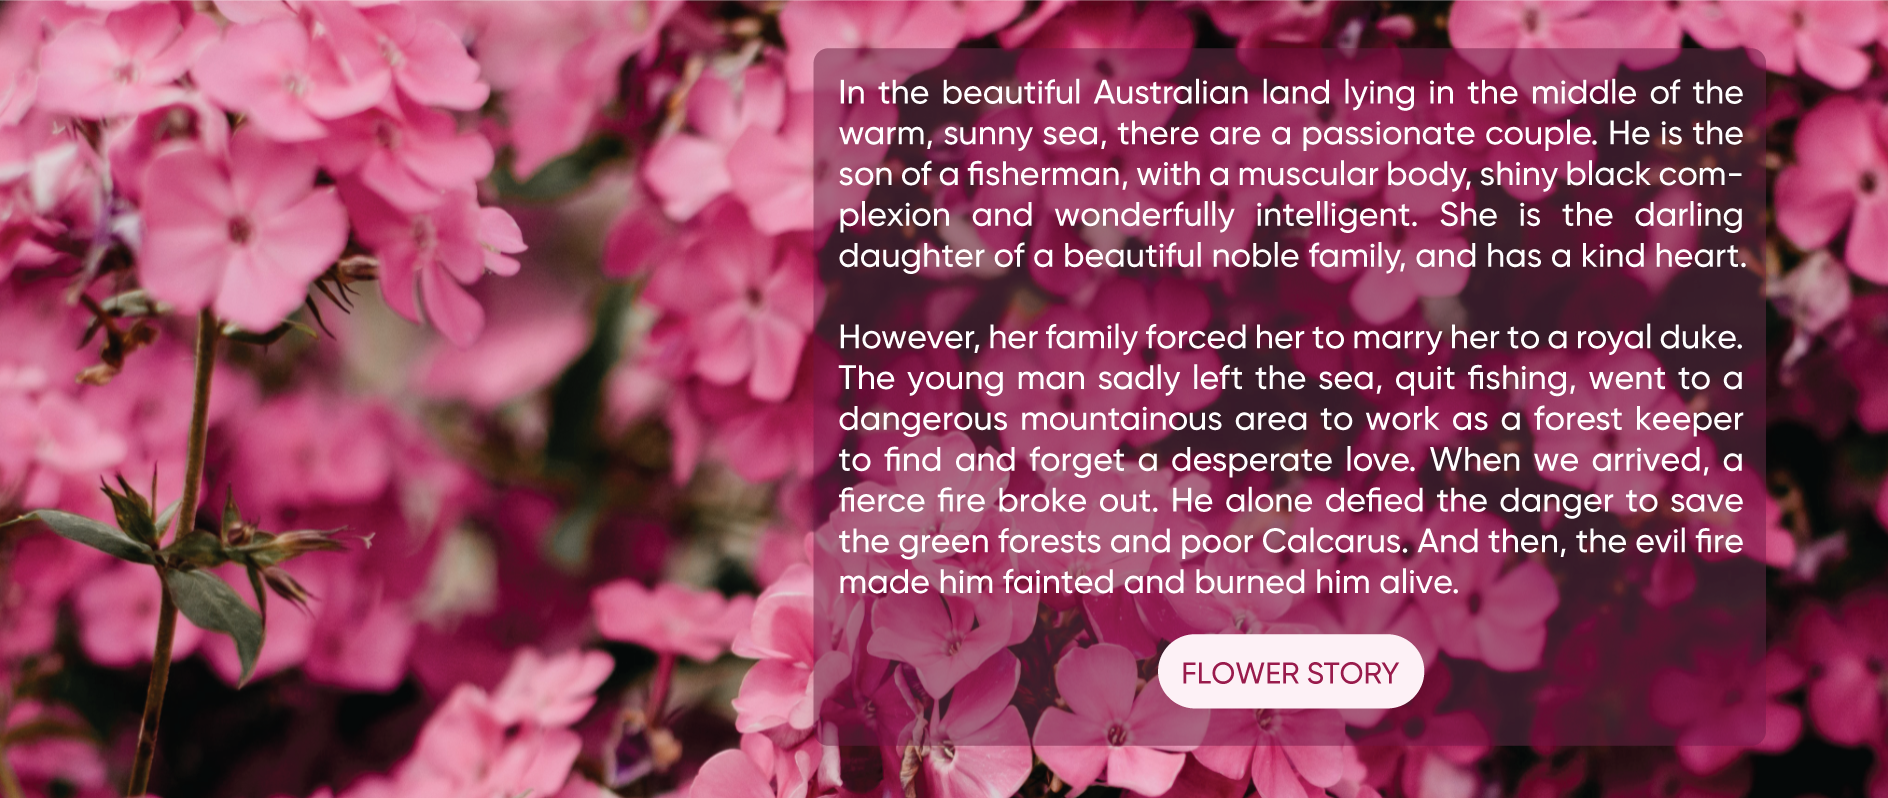 In the beautiful Australian land lying in the middle of the
warm, sunny sea, there are a passionate couple. He is the
son of a fisherman, with a muscular body, shiny black com-
plexion and wonderfully intelligent. She is the darling
daughter of a beautiful noble family, and has a kind heart.
However, her family forced her to marry her to a royal duke.
The young man sadly left the sea, quit fishing, went to a
dangerous mountainous area to work as a forest keeper
to find and forget a desperate love. When we arrived, a
fierce fire broke out. He alone defied the danger to save
the green forests and poor Calcarus. And then, the evil fire
made him fainted and burned him alive.
FLOWER STORY